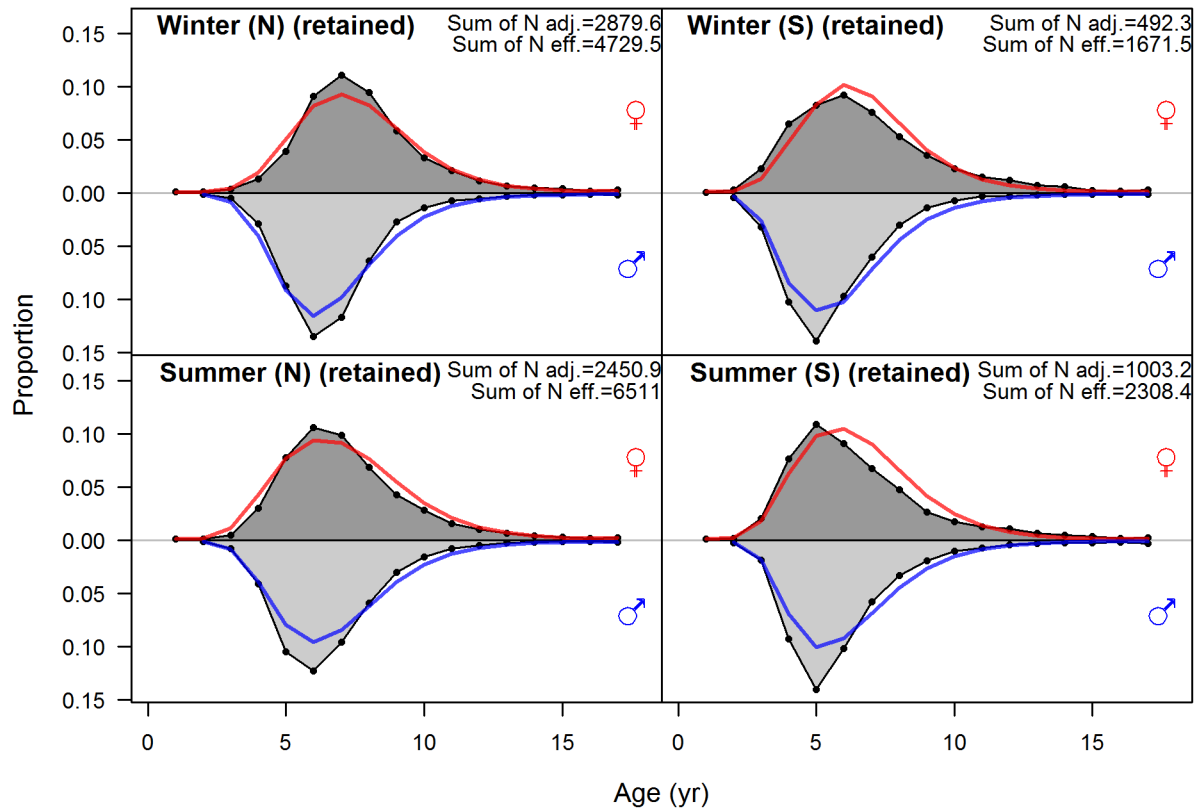 Winter (N) (retained)
Sum of N adj.=2879.6
Sum of N eff.=4729.5
Winter (S) (retained)
Sum of N adj.=492.3
Sum of N eff.=1671.5
0.15
0.10
0.05
0.00
0.05
0.10
0.15
♀
♂
♀
♂
Summer (N) (retained)
Sum of N adj.=2450.9
Sum of N eff.=6511
Summer (S) (retained)
Sum of N adj.=1003.2
Sum of N eff.=2308.4
0.15
0.10
0.05
0.00
0.05
0.10
0.15
♀
♂
♀
♂
Proportion
0 5 10 15
0 5 10 15
Age (yr)